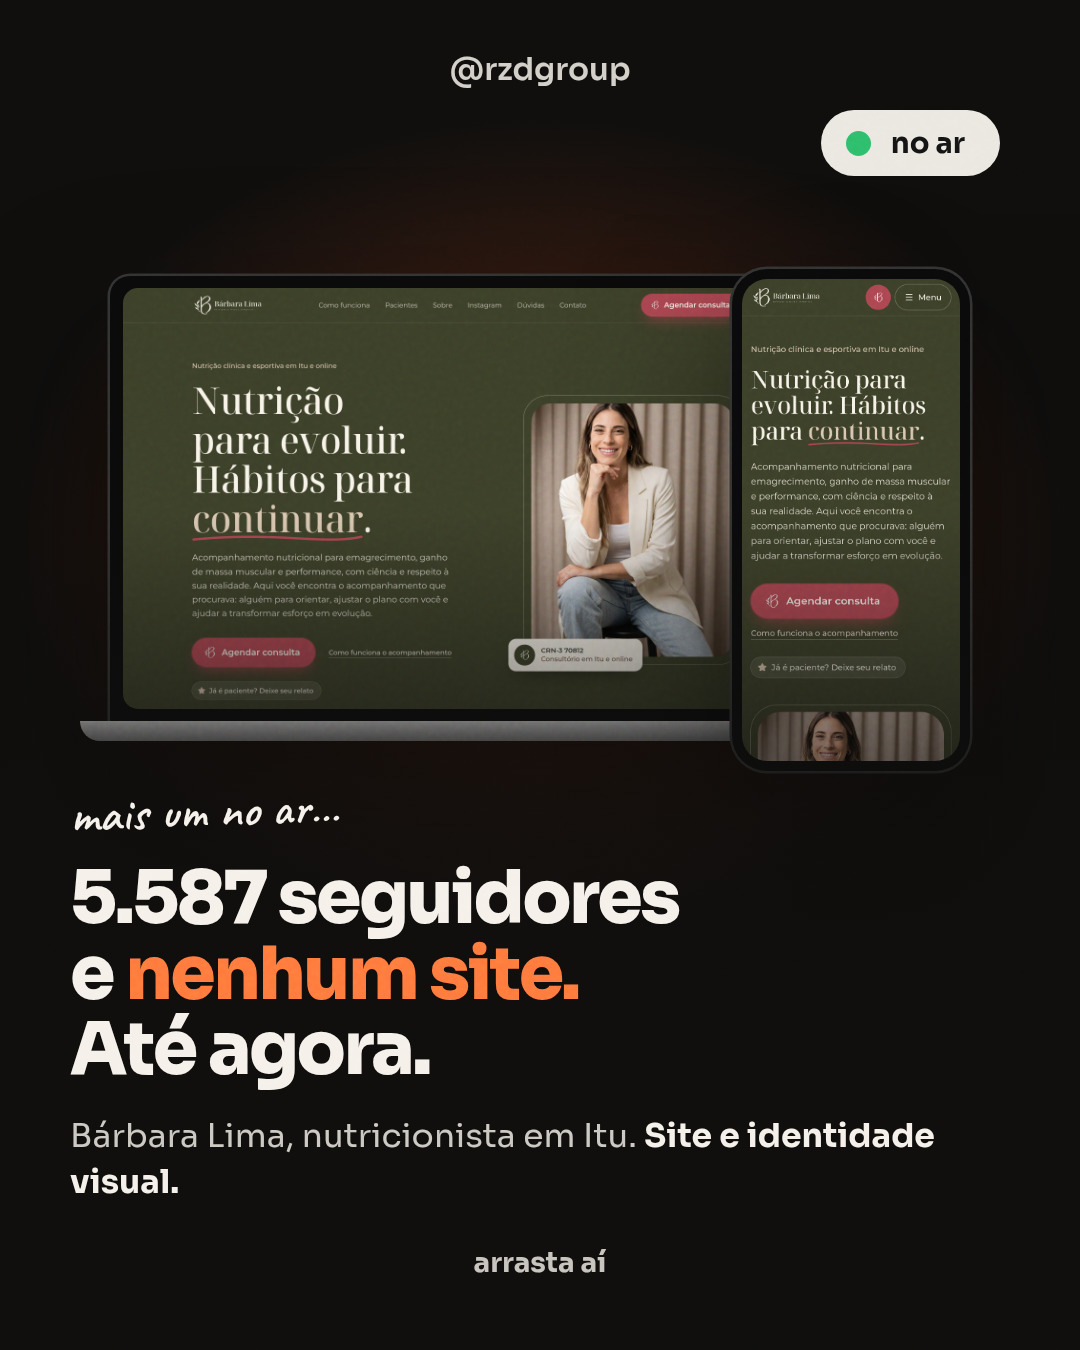 @rzdgroup
no ar
Bárbara Lima
Como funciona Pacientes Sobre Instagram Dúvidas Contato
Agendar consulta
Nutrição clínica e esportiva em Itu e online
Nutrição
para evoluir.
Hábitos para
continuar.
Acompanhamento nutricional para emagrecimento, ganho
de massa muscular e performance, com ciência e respeito à
sua realidade. Aqui você encontra o acompanhamento que
procurava: alguém para orientar, ajustar o plano com você e
ajudar a transformar esforço em evolução.
Agendar consulta
Como funciona o acompanhamento
Já é paciente? Deixe seu relato
CRN-3 70812
Consultório em Itu e online
Bárbara Lima
Menu
Nutrição clínica e esportiva em Itu e online
Nutrição para
evoluir. Hábitos
para continuar.
Acompanhamento nutricional para
emagrecimento, ganho de massa muscular
e performance, com ciência e respeito à
sua realidade. Aqui você encontra o
acompanhamento que procurava: alguém
para orientar, ajustar o plano com você e
ajudar a transformar esforço em evolução.
Agendar consulta
Como funciona o acompanhamento
Já é paciente? Deixe seu relato
mais um no ar...
5.587 seguidores
e nenhum site.
Até agora.
Bárbara Lima, nutricionista em Itu. Site e identidade
visual.
arrasta aí